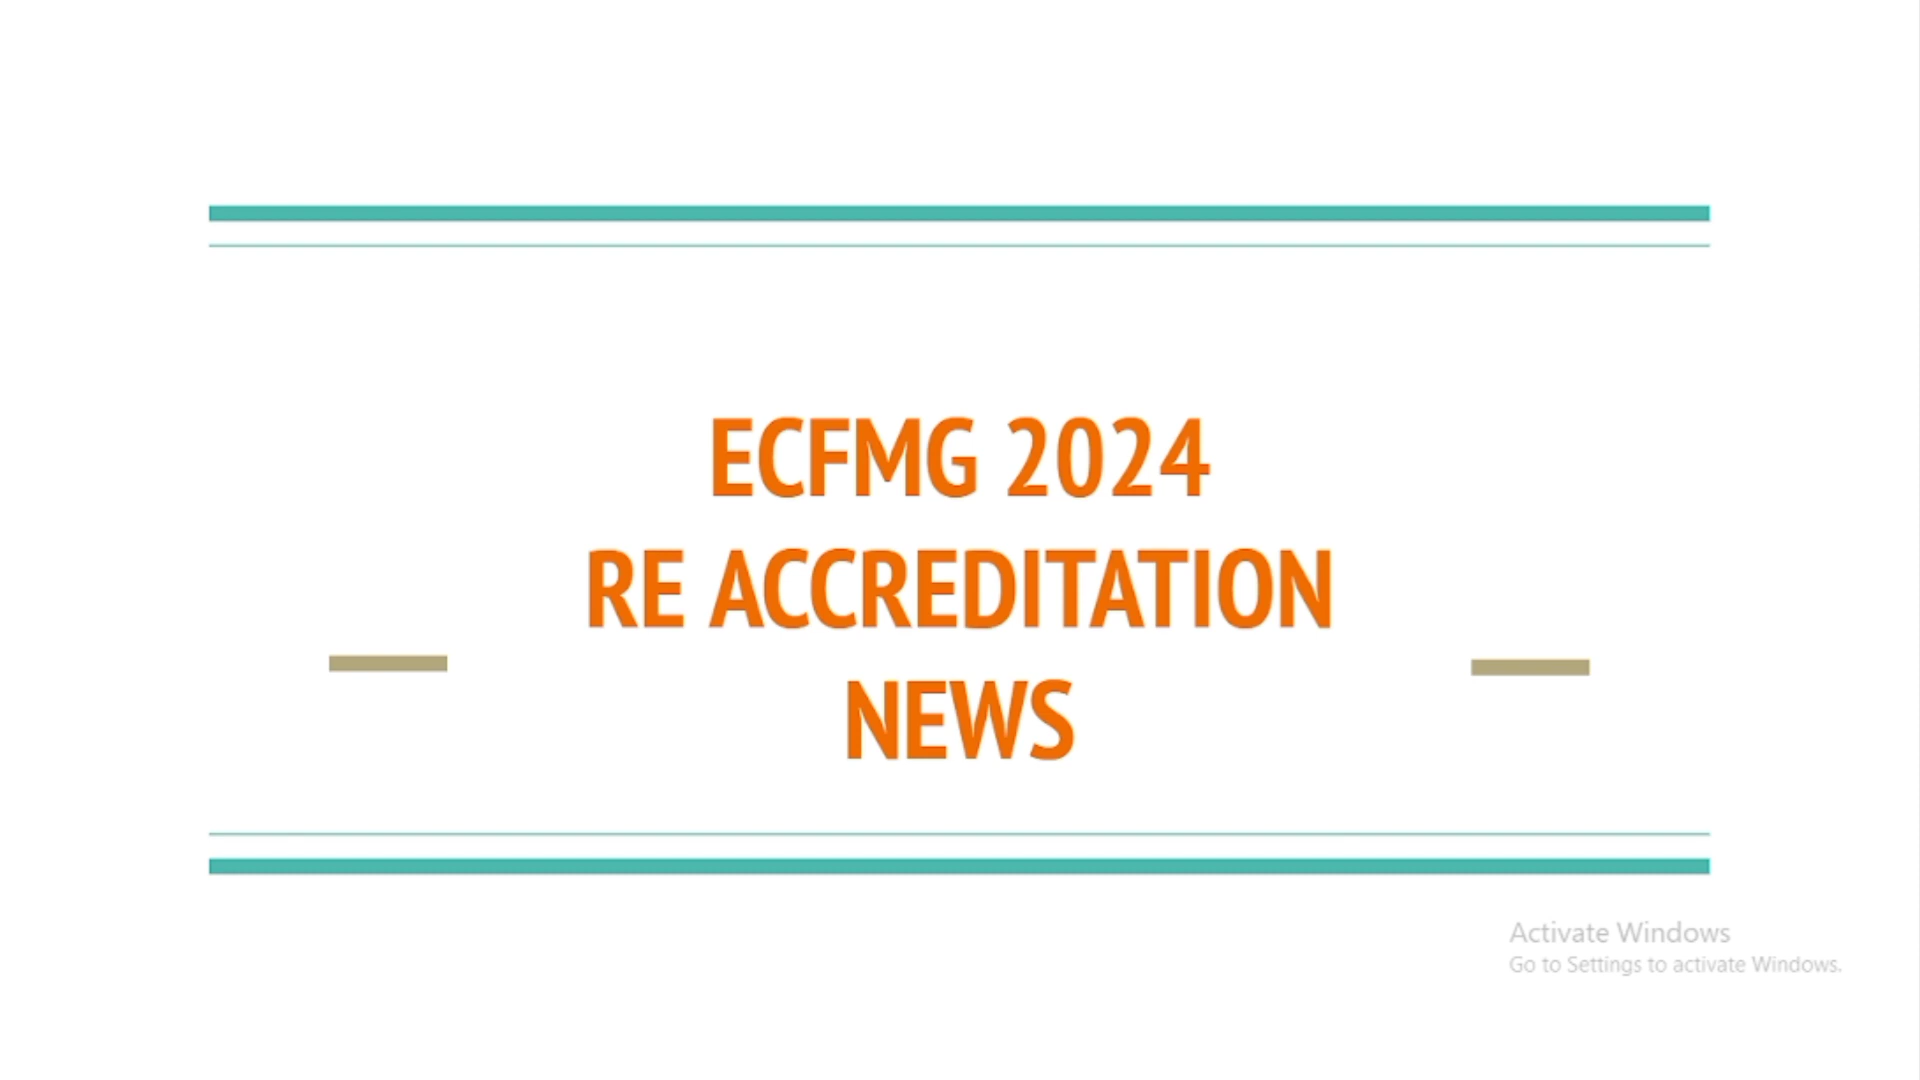 ECFMG 2024
RE ACCREDITATION
NEWS
Activate Windows
Go to Settings to activate Windows.